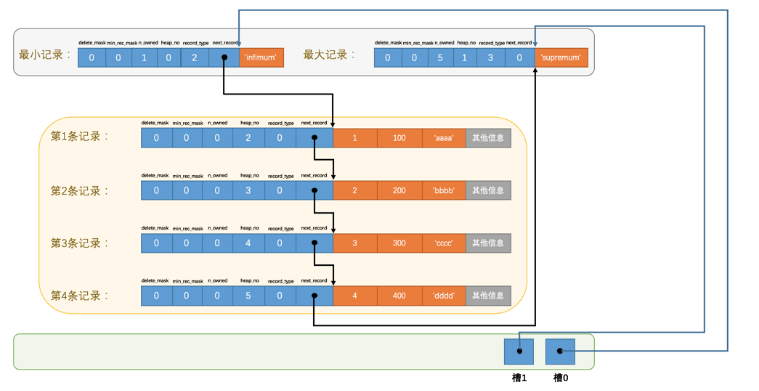 delete_mask min_rec_mask n_owned heap_no record_type next_record
最小记录： 0 0 1 0 2 'infimum'
delete_mask min_rec_mask n_owned heap_no record_type next_record
最大记录： 0 0 5 1 3 0 'supremum'
delete_mask min_rec_mask n_owned heap_no record_type next_record
第1条记录： 0 0 0 2 0 1 100 'aaaa' 其他信息
delete_mask min_rec_mask n_owned heap_no record_type next_record
第2条记录： 0 0 0 3 0 2 200 'bbbb' 其他信息
delete_mask min_rec_mask n_owned heap_no record_type next_record
第3条记录： 0 0 0 4 0 3 300 'cccc' 其他信息
delete_mask min_rec_mask n_owned heap_no record_type next_record
第4条记录： 0 0 0 5 0 4 400 'dddd' 其他信息
槽1 槽0